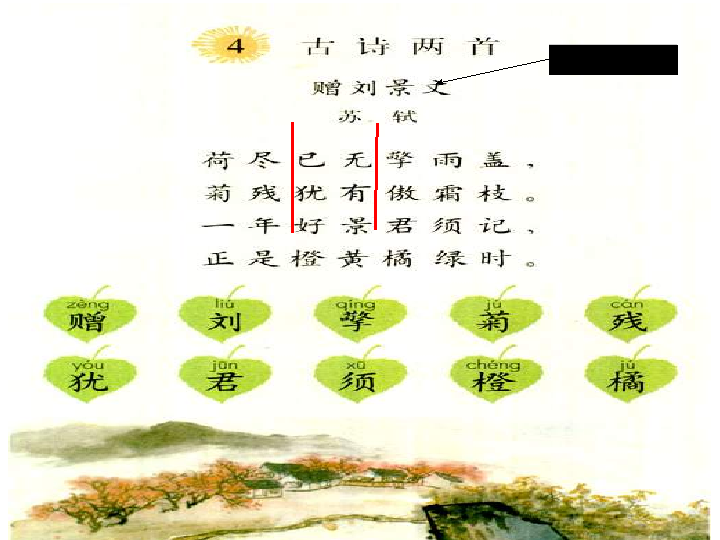 4 古诗两首
赠刘景文
苏 轼
荷尽已无擎雨盖，
菊残犹有傲霜枝。
一年好景君须记，
正是橙黄橘绿时。
zèng liú qíng jú cán
赠 刘 擎 菊 残
yóu jūn xū chéng jú
犹 君 须 橙 橘